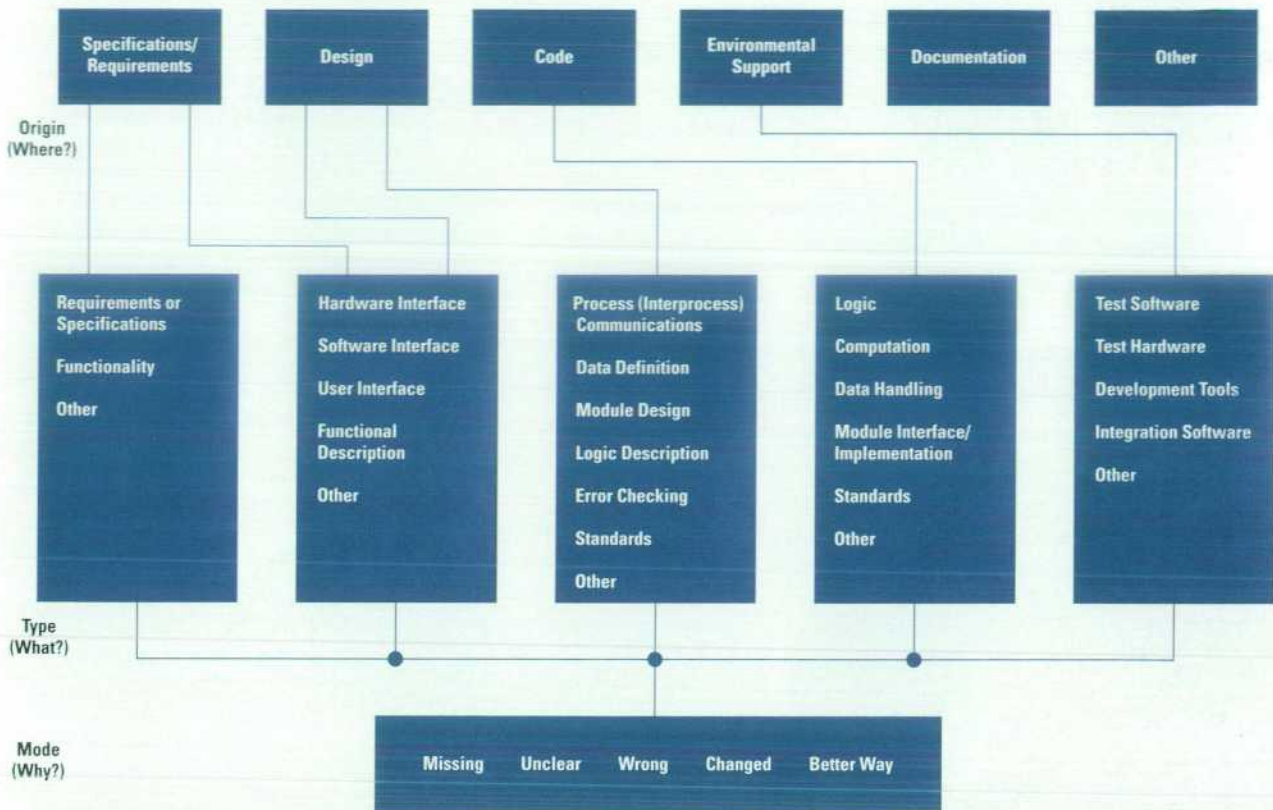 Specifications/
Requirements
Design
Code
Environmental
Support
Documentation
Other
Origin
(Where?)
Requirements or
Specifications
Functionality
Other
Hardware Interface
Software Interface
User Interface
Functional
Description
Other
Process (Interprocess)
Communications
Data Definition
Module Design
Logic Description
Error Checking
Standards
Other
Logic
Computation
Data Handling
Module Interface/
Implementation
Standards
Other
Test Software
Test Hardware
Development Tools
Integration Software
Other
Type
(What?)
Mode
(Why?)
Missing Unclear Wrong Changed Better Way